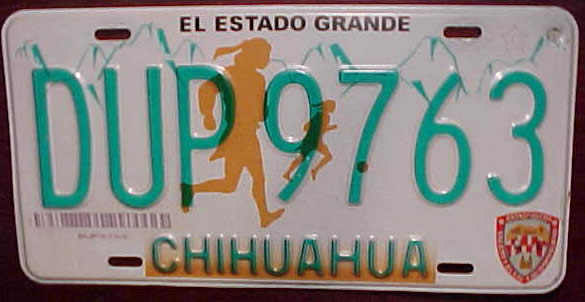 EL ESTADO GRANDE
DUP 9763
CHIHUAHUA